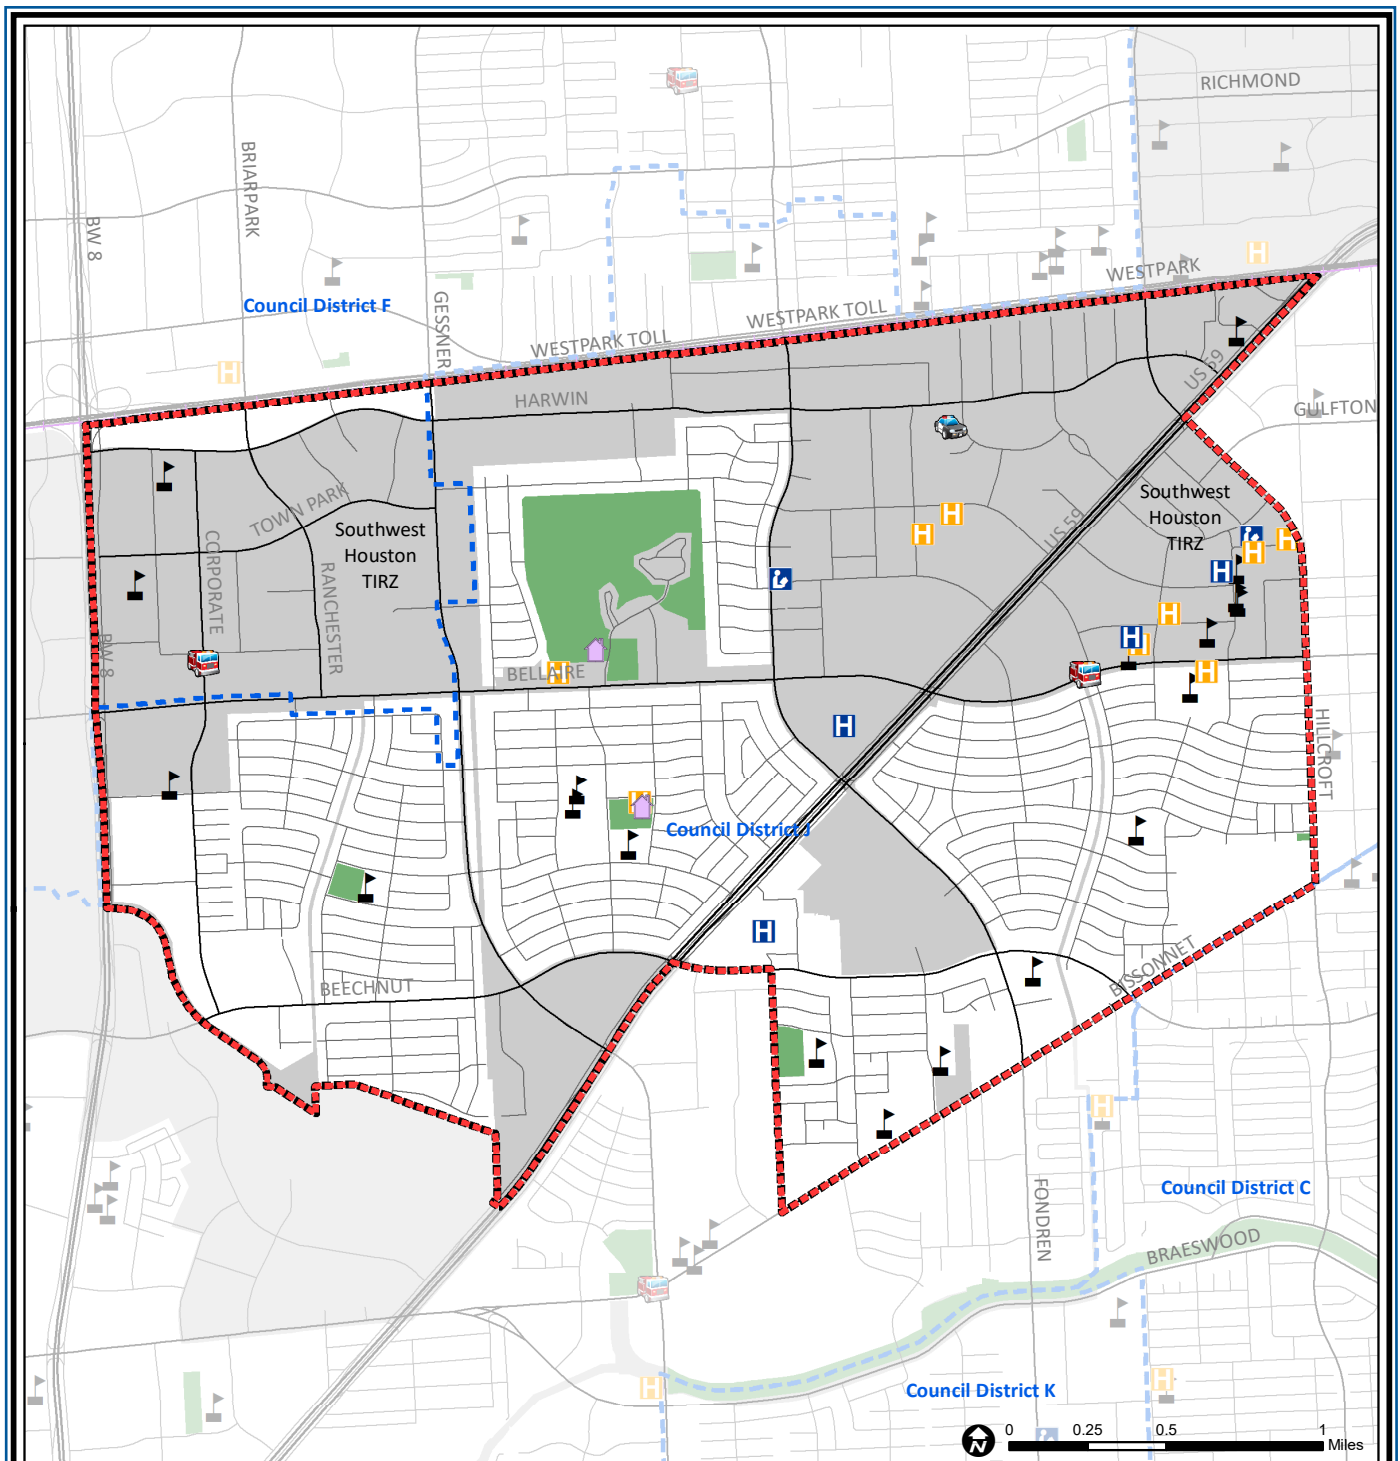 RICHMOND
BRIARPARK
BW 8
WESTPARK
Council District F
GESSNER
WESTPARK TOLL
WESTPARK TOLL
US 59
HARWIN
GULFTON
TOWN PARK
Southwest
Houston
TIRZ
Southwest
Houston
TIRZ
US 59
CORPORATE
RANCHESTER
H
H
H
H
H
H
H
H
H
H
BW 8
BELLAIRE
H
H
HILLCROFT
H
Council District J
H
BISSONNET
BEECHNUT
H
Council District C
FONDREN
BRAESWOOD
H
H
Council District K
N
0
0.25
0.5
1
Miles